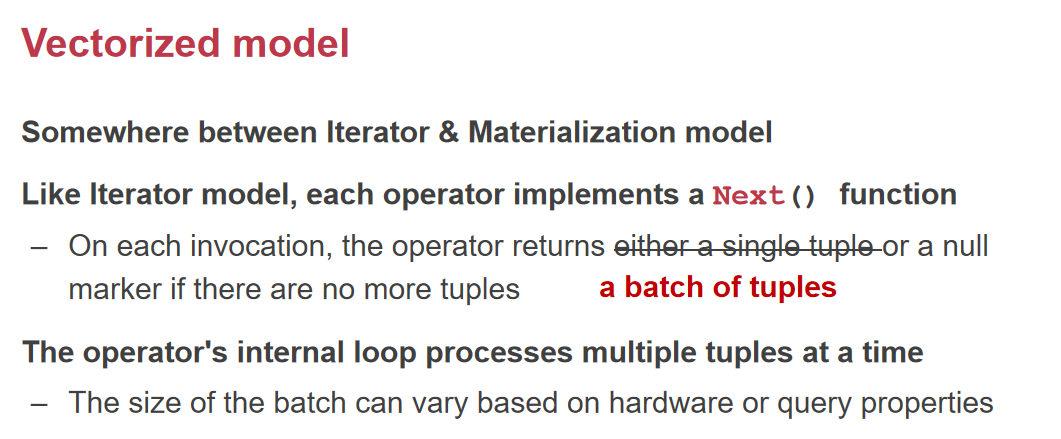 Vectorized model
Somewhere between Iterator & Materialization model
Like Iterator model, each operator implements a Next() function
– On each invocation, the operator returns either a single tuple or a null
marker if there are no more tuples
a batch of tuples
The operator's internal loop processes multiple tuples at a time
– The size of the batch can vary based on hardware or query properties